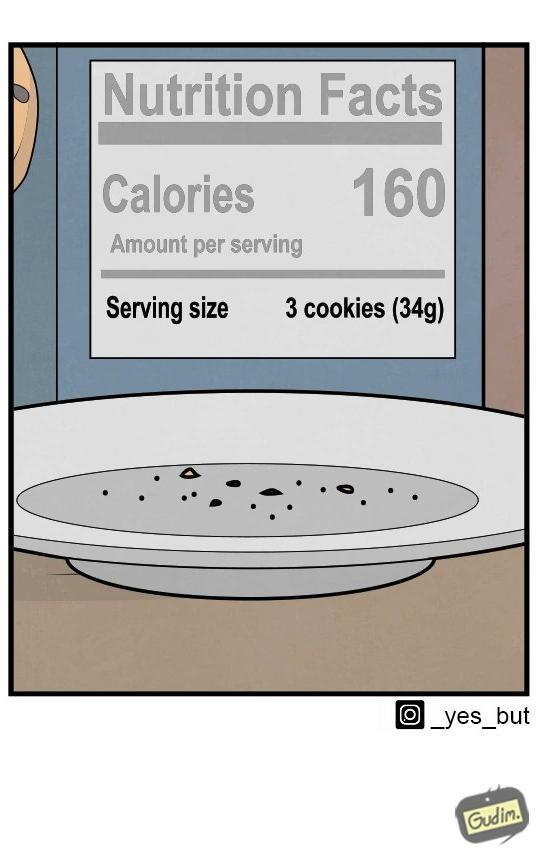 Nutrition Facts
Calories 160
Amount per serving
Serving size 3 cookies (34g)
_yes_but
Gudim.